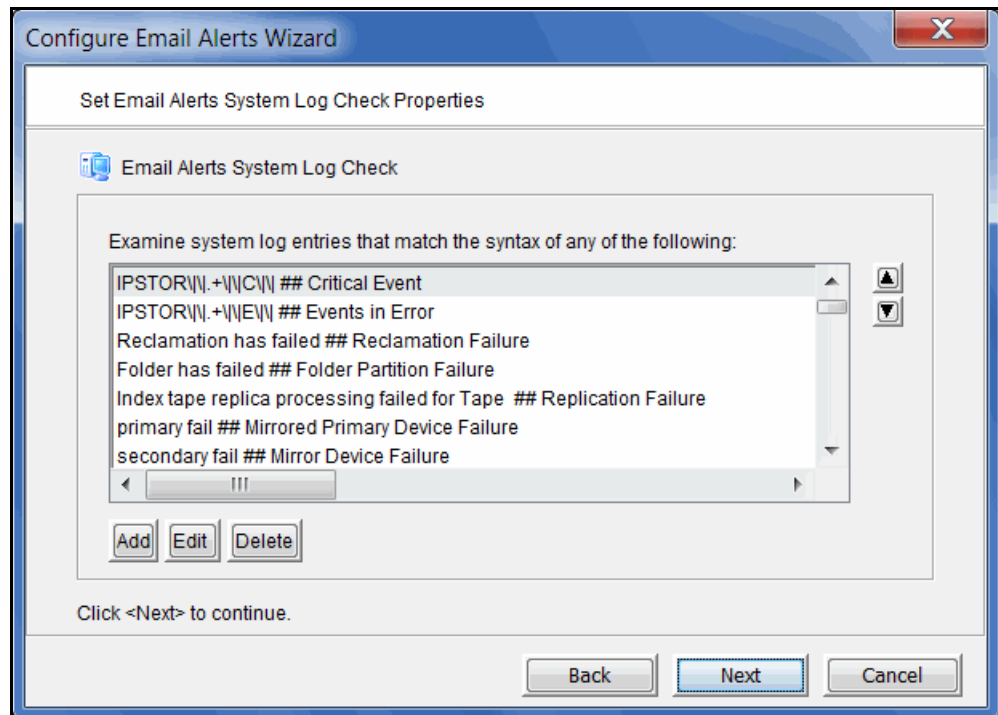 Configure Email Alerts Wizard
X
Set Email Alerts System Log Check Properties
Email Alerts System Log Check
Examine system log entries that match the syntax of any of the following:
IPSTOR\|\|.+\|\|C\|\| ## Critical Event
IPSTOR\|\|.+\|\|E\|\| ## Events in Error
Reclamation has failed ## Reclamation Failure
Folder has failed ## Folder Partition Failure
Index tape replica processing failed for Tape  ## Replication Failure
primary fail ## Mirrored Primary Device Failure
secondary fail ## Mirror Device Failure
Add Edit Delete
Click <Next> to continue.
Back Next Cancel